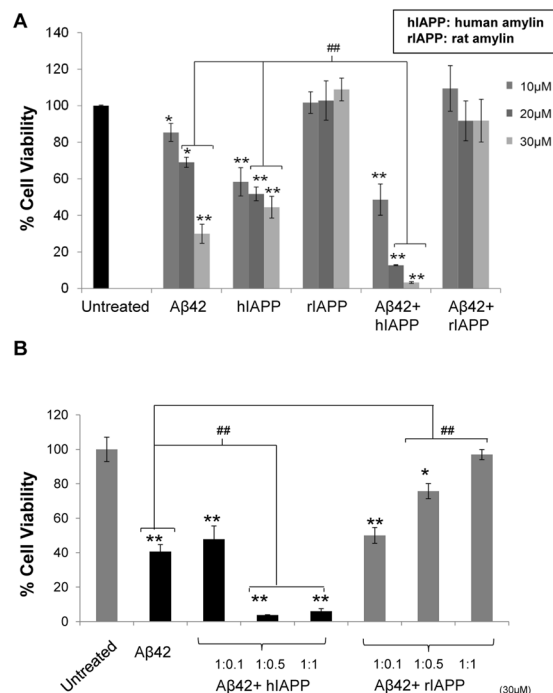 A
hIAPP: human amylin
rIAPP: rat amylin
% Cell Viability
140
120
100
80
60
40
20
0
##
10µM
20µM
30µM
* * **
** ** **
** ** **
Untreated Aβ42 hIAPP rIAPP Aβ42+ hIAPP Aβ42+ rIAPP
B
% Cell Viability
120
100
80
60
40
20
0
## ##
** ** ** ** ** *
Untreated Aβ42
1:0.1 1:0.5 1:1 1:0.1 1:0.5 1:1
Aβ42+ hIAPP Aβ42+ rIAPP (30µM)